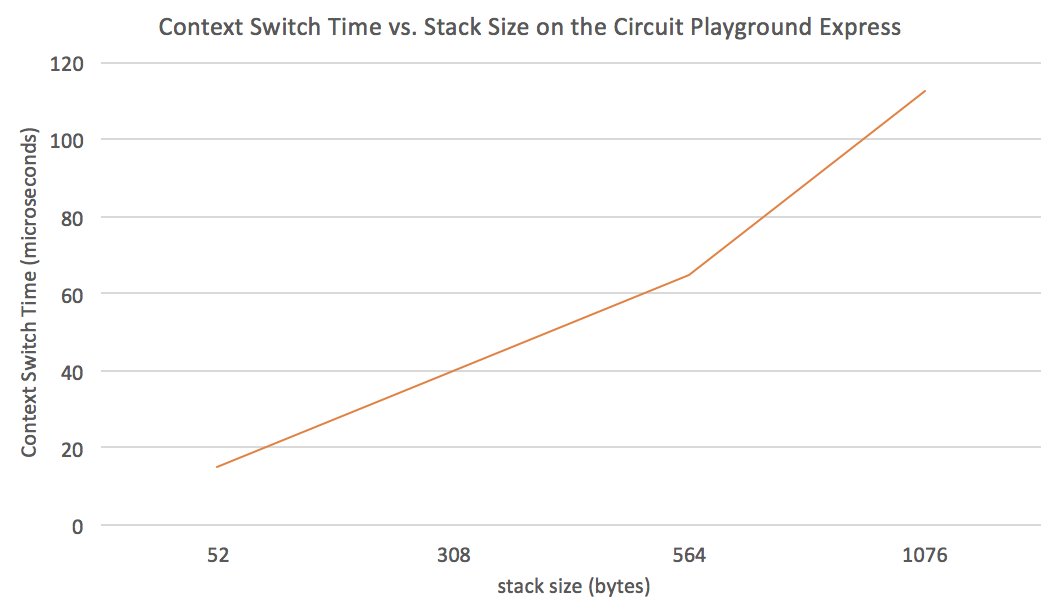 Context Switch Time vs. Stack Size on the Circuit Playground Express
120
100
80
60
40
20
0
Context Switch Time (microseconds)
52 308 564 1076
stack size (bytes)